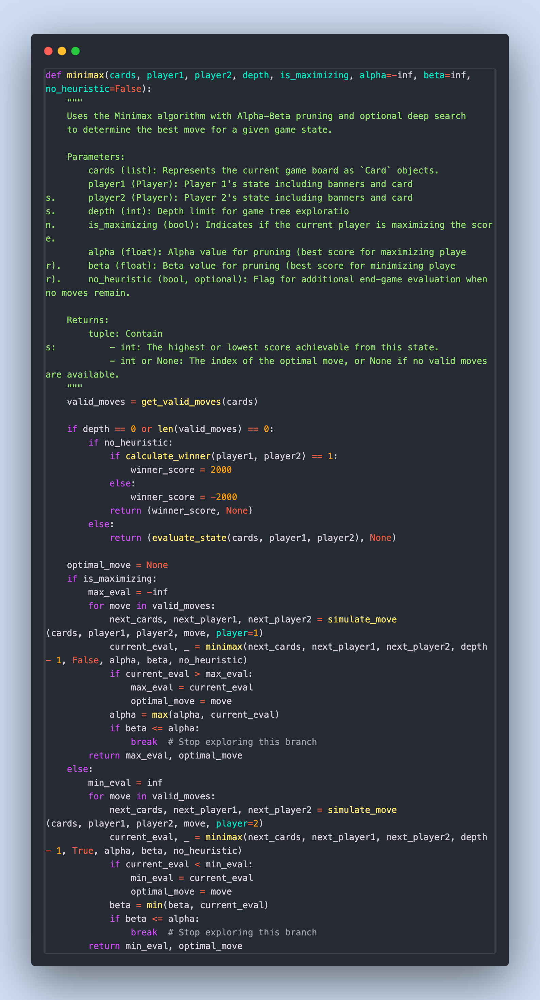 def minimax(cards, player1, player2, depth, is_maximizing, alpha=-inf, beta=inf,
no_heuristic=False):
    """
    Uses the Minimax algorithm with Alpha-Beta pruning and optional deep search
    to determine the best move for a given game state.

    Parameters:
        cards (list): Represents the current game board as `Card` objects.
        player1 (Player): Player 1's state including banners and card
s.      player2 (Player): Player 2's state including banners and card
s.      depth (int): Depth limit for game tree exploratio
n.      is_maximizing (bool): Indicates if the current player is maximizing the scor
e.
        alpha (float): Alpha value for pruning (best score for maximizing playe
r).     beta (float): Beta value for pruning (best score for minimizing playe
r).     no_heuristic (bool, optional): Flag for additional end-game evaluation when
no moves remain.

    Returns:
        tuple: Contain
s:          - int: The highest or lowest score achievable from this state.
            - int or None: The index of the optimal move, or None if no valid moves
are available.
    """
    valid_moves = get_valid_moves(cards)

    if depth == 0 or len(valid_moves) == 0:
        if no_heuristic:
            if calculate_winner(player1, player2) == 1:
                winner_score = 2000
            else:
                winner_score = -2000
            return (winner_score, None)
        else:
            return (evaluate_state(cards, player1, player2), None)

    optimal_move = None
    if is_maximizing:
        max_eval = -inf
        for move in valid_moves:
            next_cards, next_player1, next_player2 = simulate_move
(cards, player1, player2, move, player=1)
            current_eval, _ = minimax(next_cards, next_player1, next_player2, depth
- 1, False, alpha, beta, no_heuristic)
            if current_eval > max_eval:
                max_eval = current_eval
                optimal_move = move
            alpha = max(alpha, current_eval)
            if beta <= alpha:
                break  # Stop exploring this branch
        return max_eval, optimal_move
    else:
        min_eval = inf
        for move in valid_moves:
            next_cards, next_player1, next_player2 = simulate_move
(cards, player1, player2, move, player=2)
            current_eval, _ = minimax(next_cards, next_player1, next_player2, depth
- 1, True, alpha, beta, no_heuristic)
            if current_eval < min_eval:
                min_eval = current_eval
                optimal_move = move
            beta = min(beta, current_eval)
            if beta <= alpha:
                break  # Stop exploring this branch
        return min_eval, optimal_move